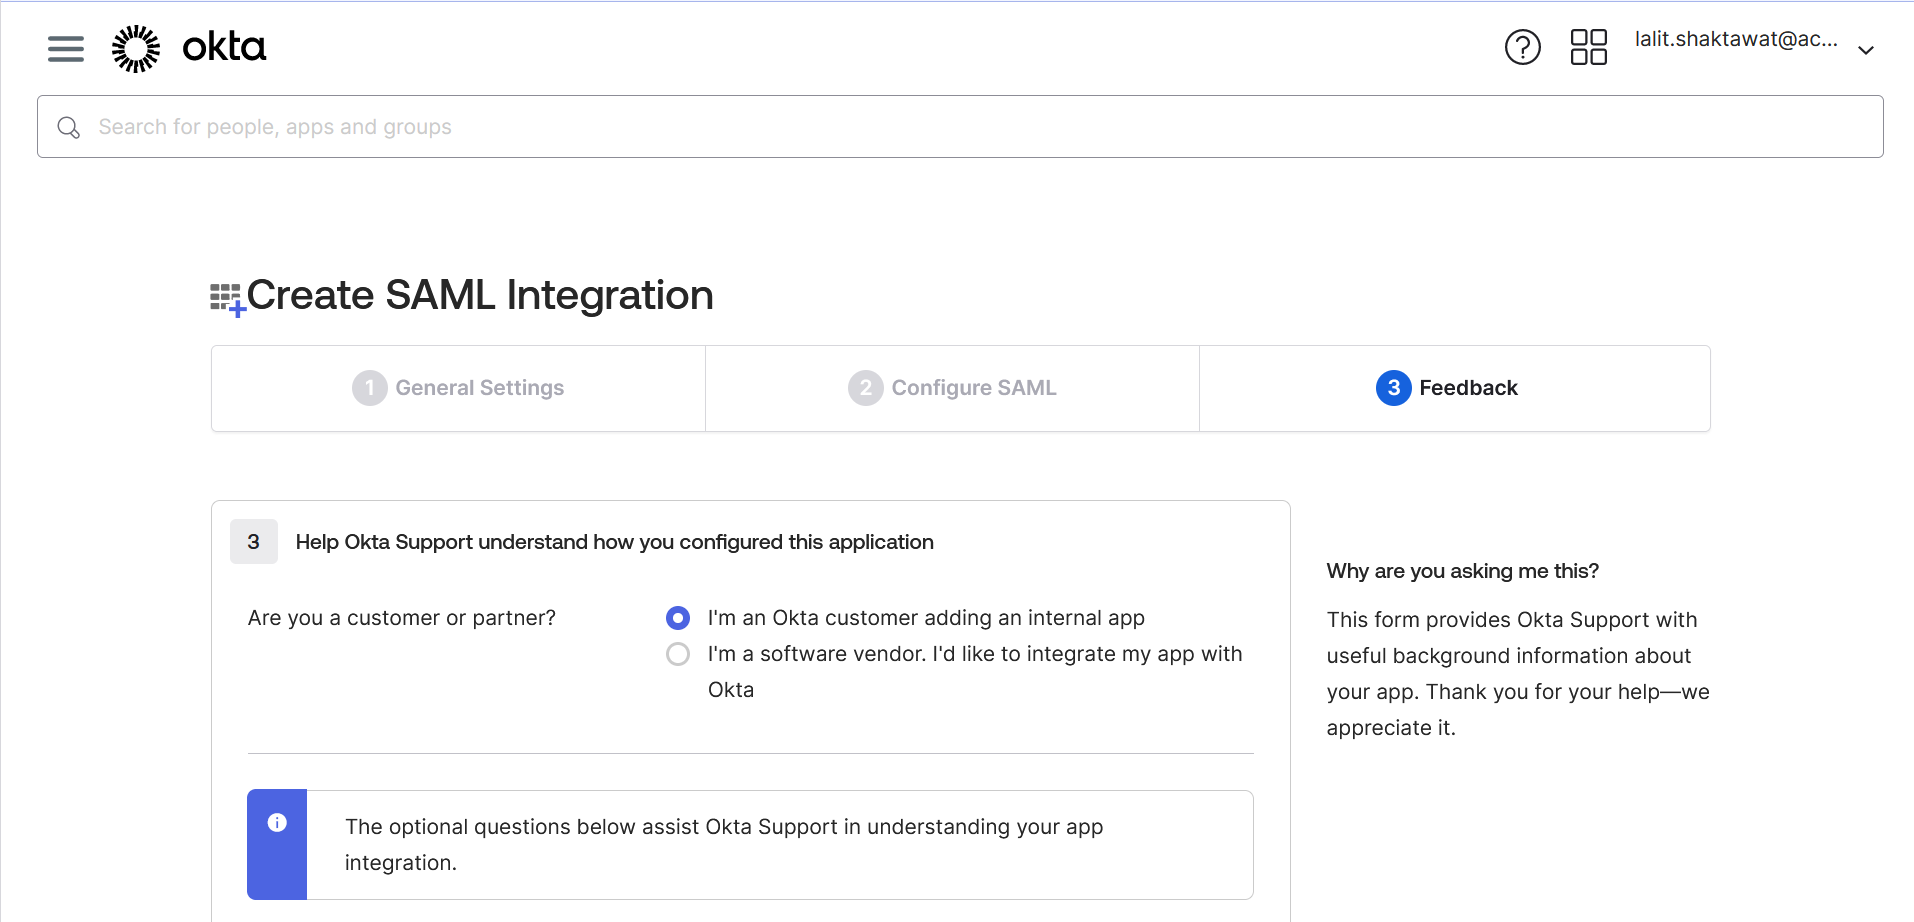 okta
lalit.shaktawat@ac...
Search for people, apps and groups
Create SAML Integration
1 General Settings
2 Configure SAML
3 Feedback
3 Help Okta Support understand how you configured this application
Are you a customer or partner?
I'm an Okta customer adding an internal app
I'm a software vendor. I'd like to integrate my app with
Okta
The optional questions below assist Okta Support in understanding your app
integration.
Why are you asking me this?
This form provides Okta Support with
useful background information about
your app. Thank you for your help—we
appreciate it.